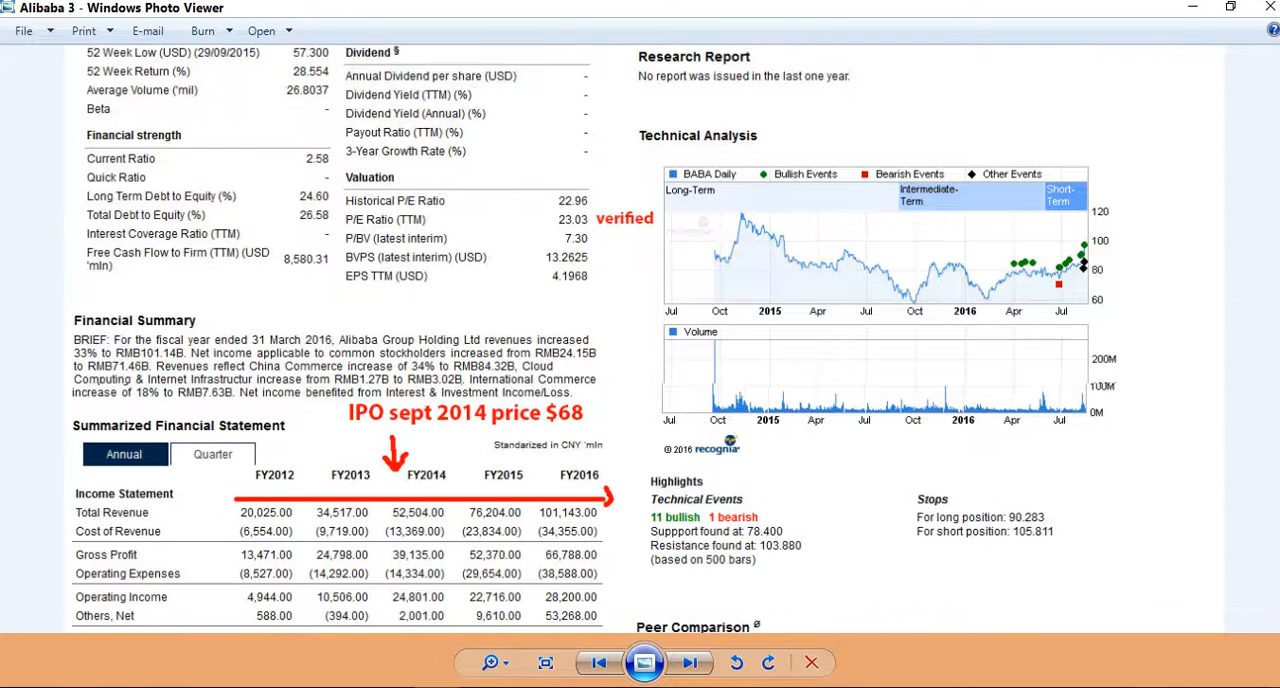 Alibaba 3 - Windows Photo Viewer
File Print E-mail Burn Open
52 Week Low (USD) (29/09/2015) 57.300
52 Week Return (%) 28.554
Average Volume ('mil) 26.8037
Beta -
Financial strength
Current Ratio 2.58
Quick Ratio -
Long Term Debt to Equity (%) 24.60
Total Debt to Equity (%) 26.58
Interest Coverage Ratio (TTM) -
Free Cash Flow to Firm (TTM) (USD 'mln) 8,580.31
Dividend §
Annual Dividend per share (USD) -
Dividend Yield (TTM) (%) -
Dividend Yield (Annual) (%) -
Payout Ratio (TTM) (%) -
3-Year Growth Rate (%) -
Valuation
Historical P/E Ratio 22.96
P/E Ratio (TTM) 23.03 verified
P/BV (latest interim) 7.30
BVPS (latest interim) (USD) 13.2625
EPS TTM (USD) 4.1968
Financial Summary
BRIEF: For the fiscal year ended 31 March 2016, Alibaba Group Holding Ltd revenues increased
33% to RMB101.14B. Net income applicable to common stockholders increased from RMB24.15B
to RMB71.46B. Revenues reflect China Commerce increase of 34% to RMB84.32B, Cloud
Computing & Internet Infrastructur increase from RMB1.27B to RMB3.02B, International Commerce
increase of 18% to RMB7.63B. Net income benefited from Interest & Investment Income/Loss.
IPO sept 2014 price $68
Summarized Financial Statement
Annual Quarter
Standarized in CNY 'mln
FY2012 FY2013 FY2014 FY2015 FY2016
Income Statement
Total Revenue 20,025.00 34,517.00 52,504.00 76,204.00 101,143.00
Cost of Revenue (6,554.00) (9,719.00) (13,369.00) (23,834.00) (34,355.00)
Gross Profit 13,471.00 24,798.00 39,135.00 52,370.00 66,788.00
Operating Expenses (8,527.00) (14,292.00) (14,334.00) (29,654.00) (38,588.00)
Operating Income 4,944.00 10,506.00 24,801.00 22,716.00 28,200.00
Others, Net 588.00 (394.00) 2,001.00 9,610.00 53,268.00
Research Report
No report was issued in the last one year.
Technical Analysis
BABA Daily Bullish Events Bearish Events Other Events
Long-Term Intermediate-Term Short-Term
120
100
80
60
Jul Oct 2015 Apr Jul Oct 2016 Apr Jul
Volume
200M
100M
0M
Jul Oct 2015 Apr Jul Oct 2016 Apr Jul
© 2016 recognia
Highlights
Technical Events
11 bullish 1 bearish
Suppport found at: 78.400
Resistance found at: 103.880
(based on 500 bars)
Stops
For long position: 90.283
For short position: 105.811
Peer Comparison Ø